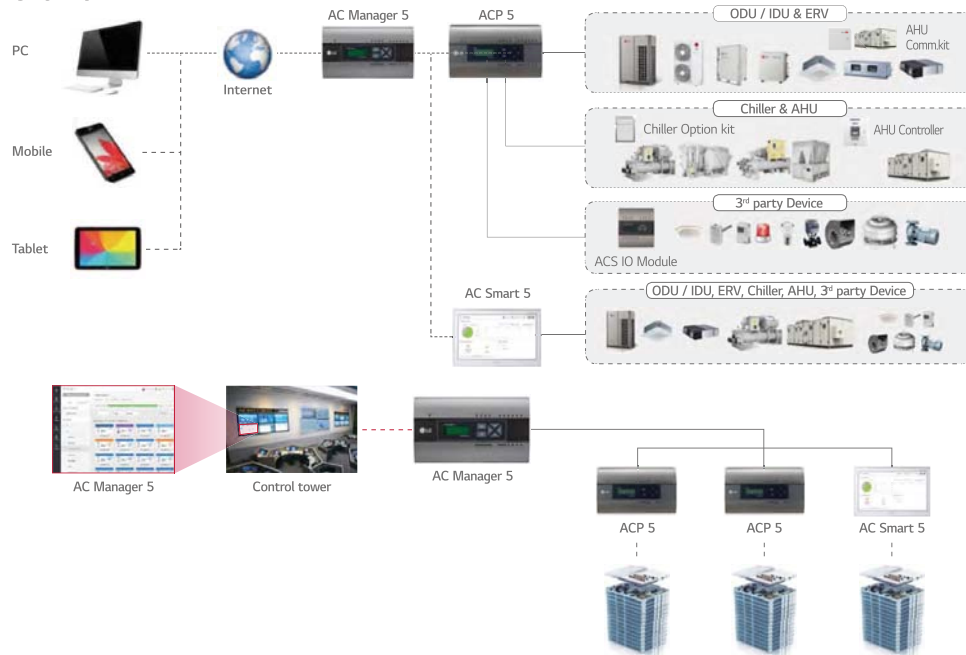 AC Manager 5
ACP 5
ODU / IDU & ERV
AHU
Comm.kit
PC
Internet
Chiller & AHU
Chiller Option kit
AHU Controller
Mobile
3rd party Device
ACS IO Module
Tablet
AC Smart 5
ODU / IDU, ERV, Chiller, AHU, 3rd party Device
LG
AC Manager 5
Control tower
AC Manager 5
ACP 5
ACP 5
AC Smart 5